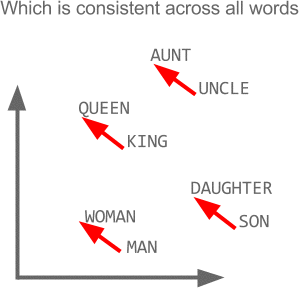 Which is consistent across all words
AUNT
UNCLE
QUEEN
KING
DAUGHTER
SON
WOMAN
MAN